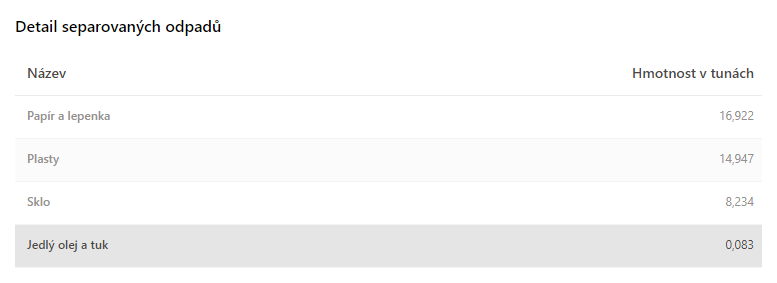 Detail separovaných odpadů
Název Hmotnost v tunách
Papír a lepenka 16,922
Plasty 14,947
Sklo 8,234
Jedlý olej a tuk 0,083